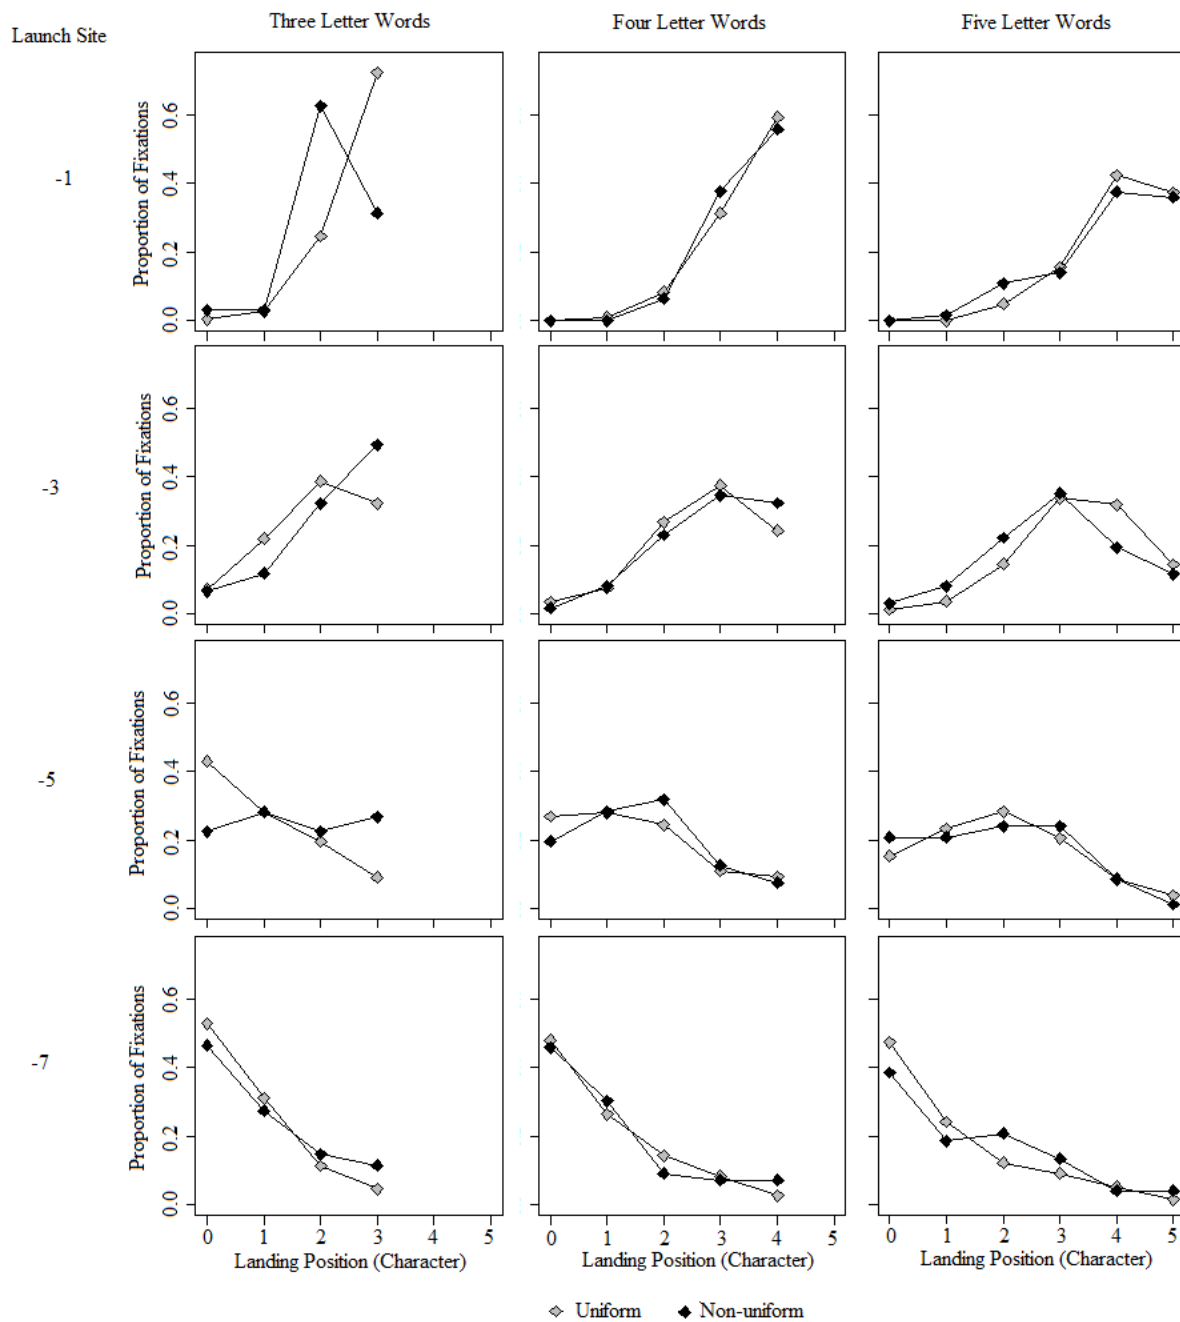 Launch Site
Three Letter Words
Four Letter Words
Five Letter Words
-1
Proportion of Fixations
0.6
0.4
0.2
0.0
-3
Proportion of Fixations
0.6
0.4
0.2
0.0
-5
Proportion of Fixations
0.6
0.4
0.2
0.0
-7
Proportion of Fixations
0.6
0.4
0.2
0.0
0 1 2 3 4 5
0 1 2 3 4 5
0 1 2 3 4 5
Landing Position (Character)
Landing Position (Character)
Landing Position (Character)
Uniform
Non-uniform